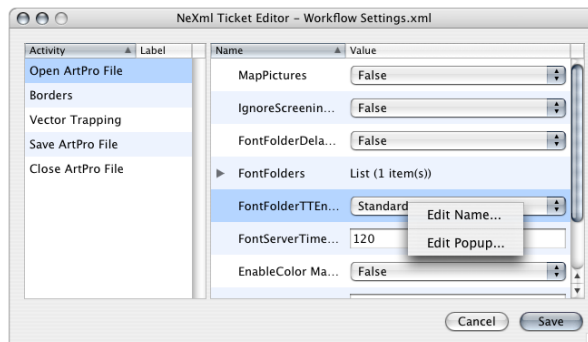 NeXml Ticket Editor – Workflow Settings.xml
Activity Label
Open ArtPro File
Borders
Vector Trapping
Save ArtPro File
Close ArtPro File
Name Value
MapPictures False
IgnoreScreenin... False
FontFolderDela... False
FontFolders List (1 item(s))
FontFolderTTEn... Standard
Edit Name...
Edit Popup...
FontServerTime... 120
EnableColor Ma... False
Cancel Save